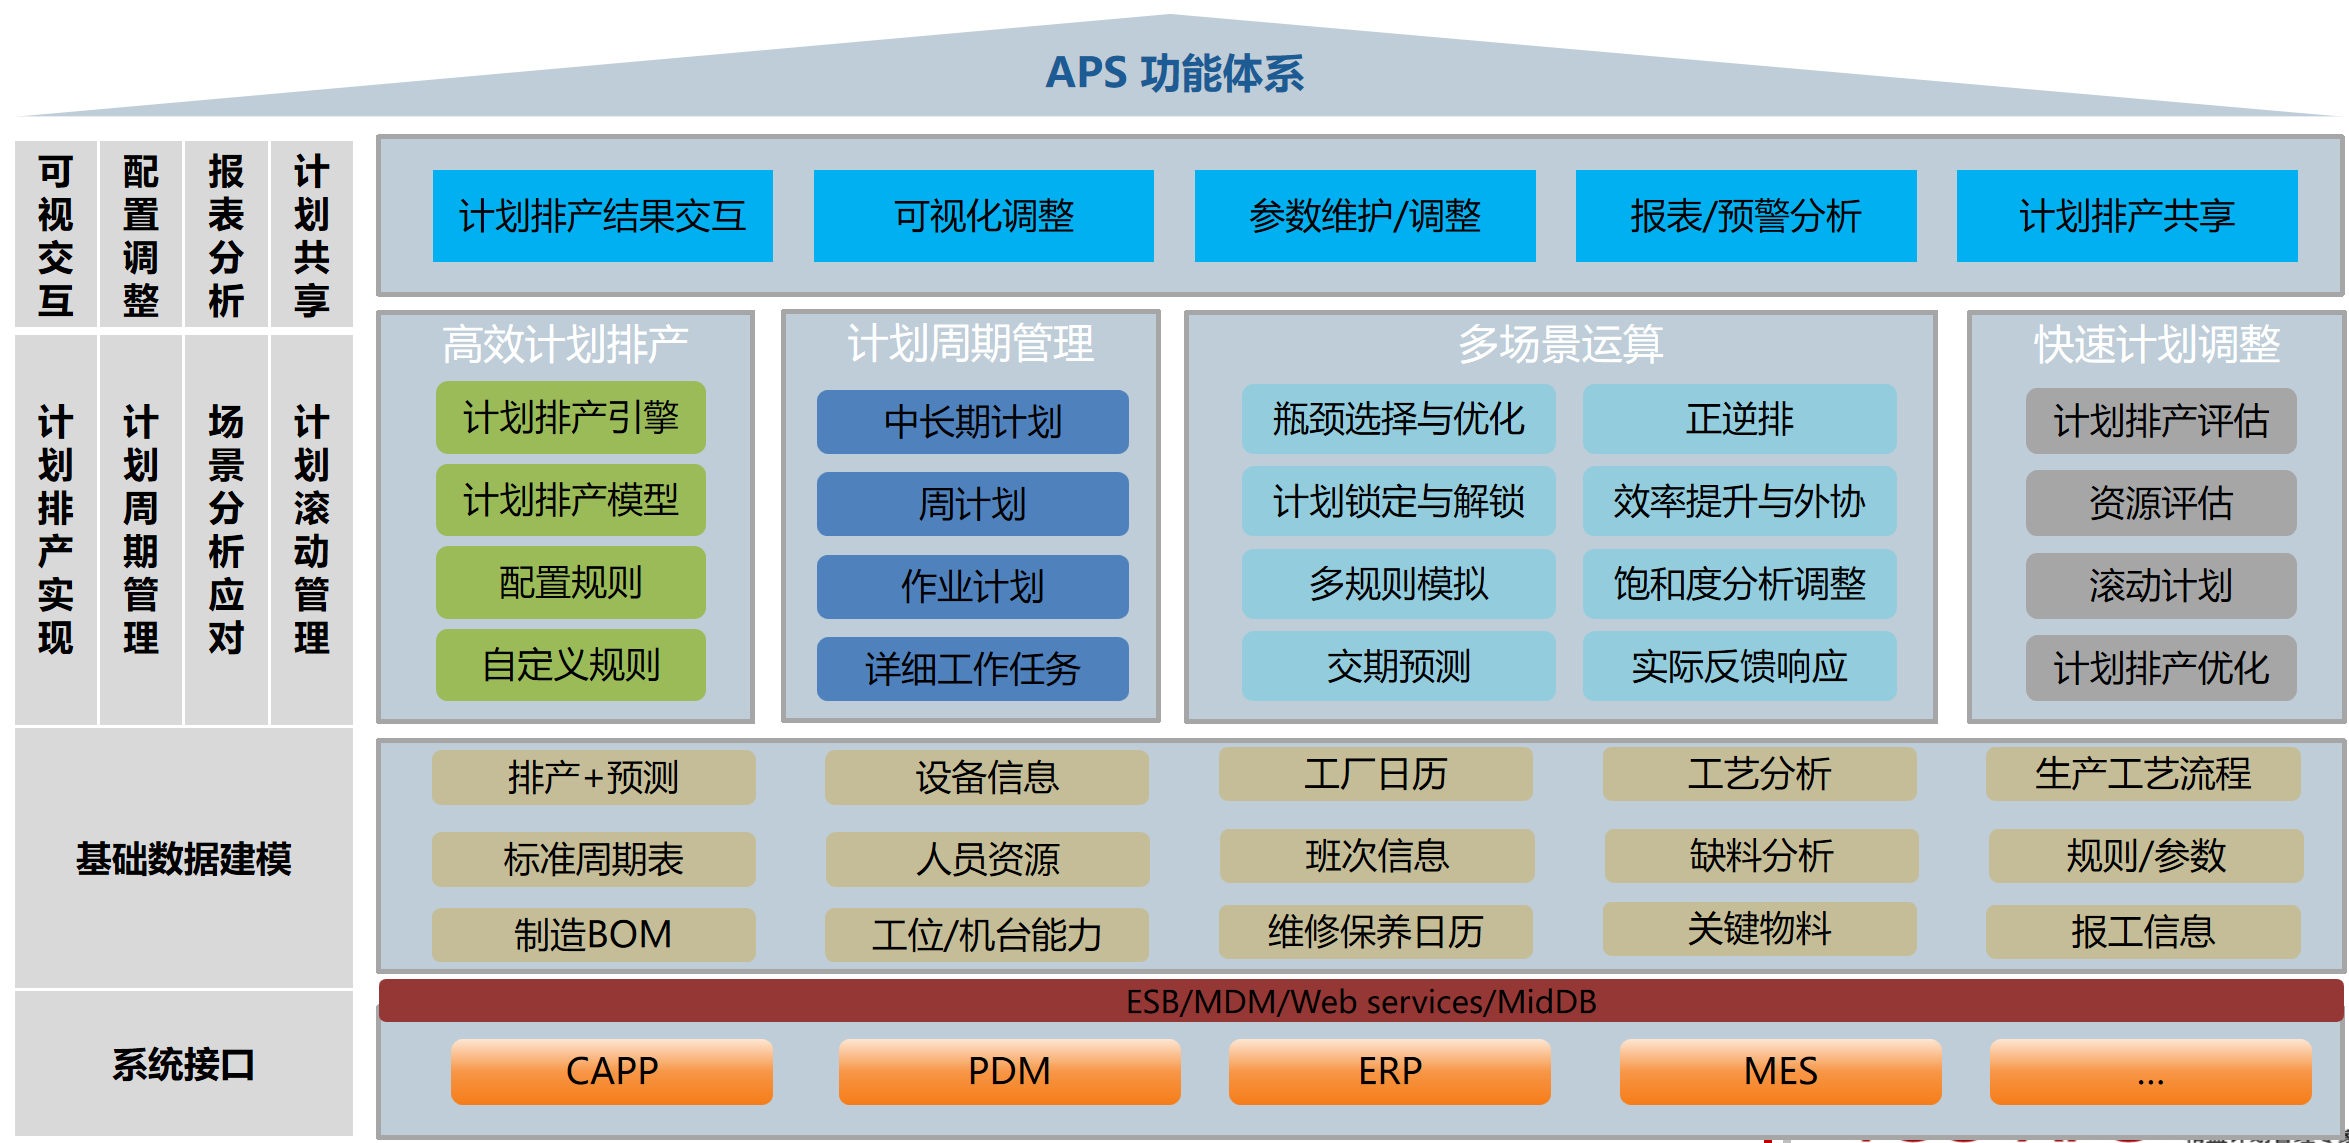 APS 功能体系
可视交互
配置调整
报表分析
计划共享
计划排产结果交互
可视化调整
参数维护/调整
报表/预警分析
计划排产共享
计划排产实现
计划周期管理
场景分析应对
计划滚动管理
高效计划排产
计划排产引擎
计划排产模型
配置规则
自定义规则
计划周期管理
中长期计划
周计划
作业计划
详细工作任务
多场景运算
瓶颈选择与优化
正逆排
计划锁定与解锁
效率提升与外协
多规则模拟
饱和度分析调整
交期预测
实际反馈响应
快速计划调整
计划排产评估
资源评估
滚动计划
计划排产优化
基础数据建模
排产+预测
设备信息
工厂日历
工艺分析
生产工艺流程
标准周期表
人员资源
班次信息
缺料分析
规则/参数
制造BOM
工位/机台能力
维修保养日历
关键物料
报工信息
系统接口
ESB/MDM/Web services/MidDB
CAPP
PDM
ERP
MES
...